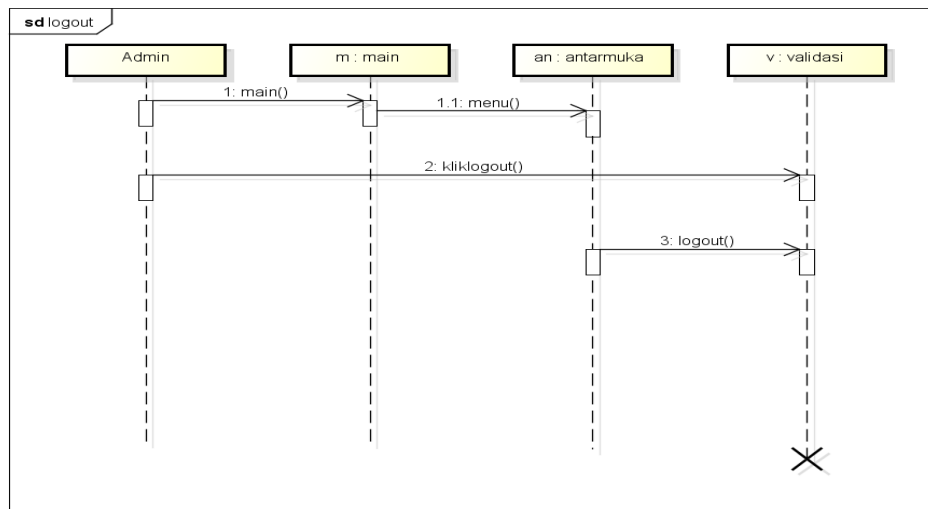 sd logout
Admin
m : main
an : antarmuka
v : validasi
1: main()
1.1: menu()
2: kliklogout()
3: logout()